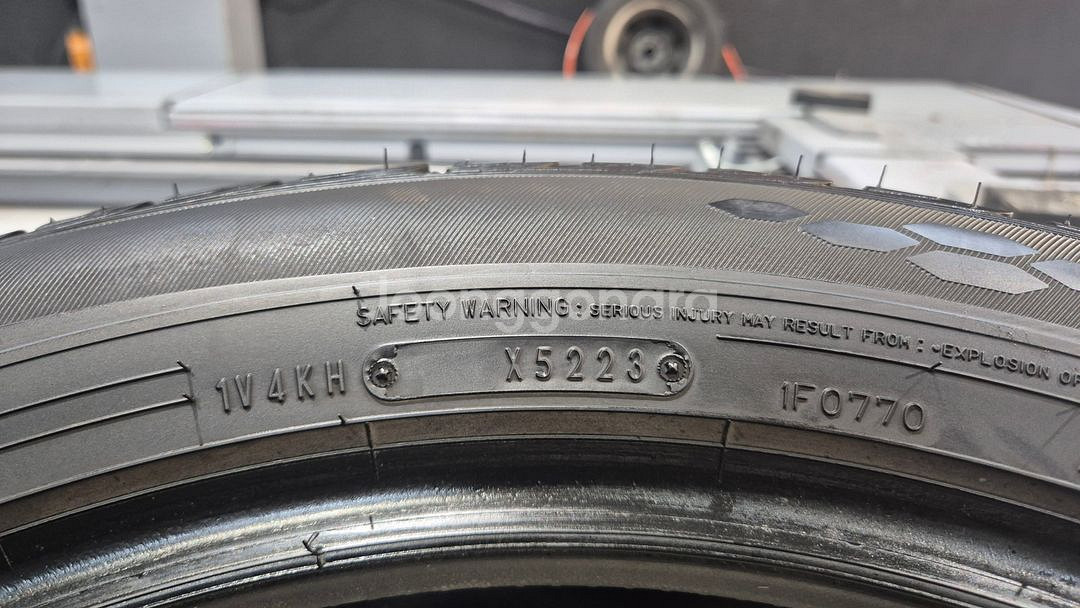 SAFETY WARNING: SERIOUS INJURY MAY RESULT FROM: •EXPLOSION OF
1V4KH X5223 1F0770